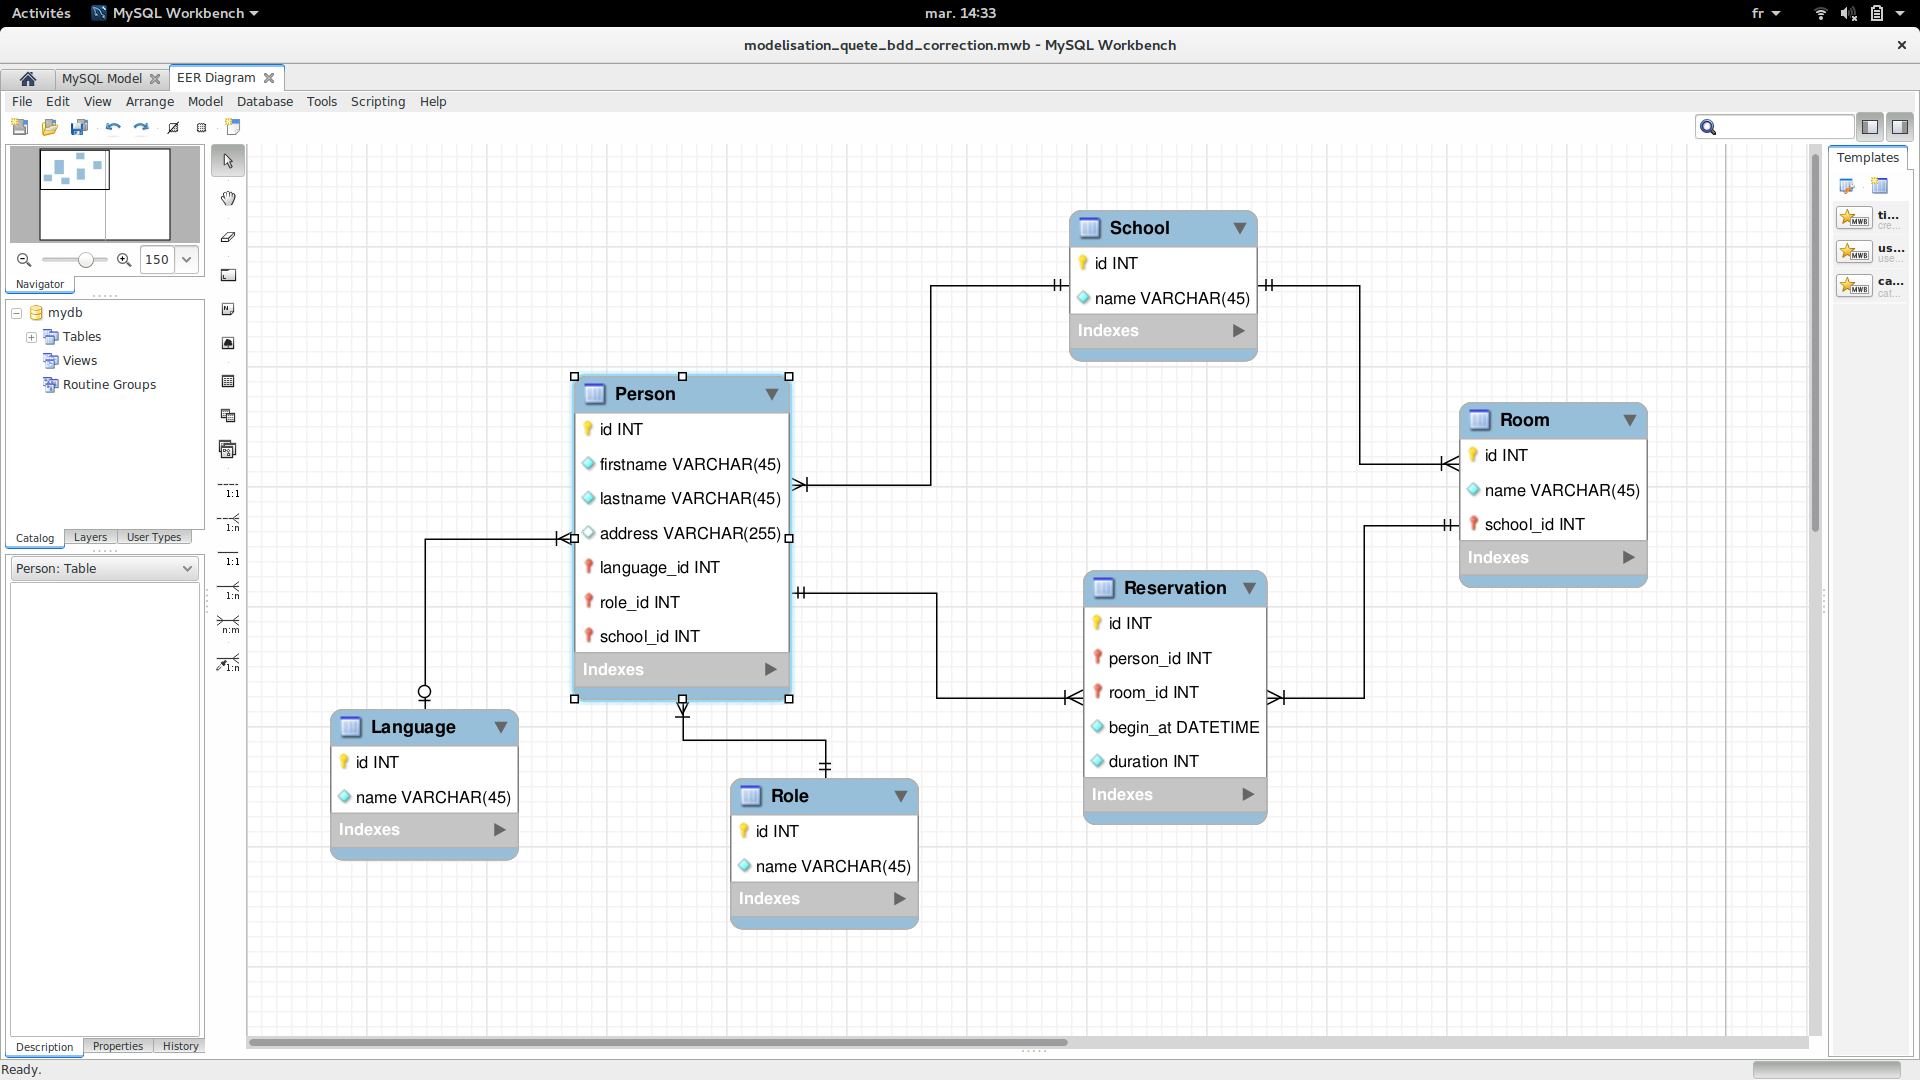 Activités MySQL Workbench mar. 14:33 fr
modelisation_quete_bdd_correction.mwb - MySQL Workbench
MySQL Model EER Diagram
File Edit View Arrange Model Database Tools Scripting Help
150
Navigator
mydb
Tables
Views
Routine Groups
Catalog Layers User Types
Person: Table
Description Properties History
Ready.
1:1
1:n
1:1
1:n
n:m
1:n
School
id INT
name VARCHAR(45)
Indexes
Person
id INT
firstname VARCHAR(45)
lastname VARCHAR(45)
address VARCHAR(255)
language_id INT
role_id INT
school_id INT
Indexes
Room
id INT
name VARCHAR(45)
school_id INT
Indexes
Reservation
id INT
person_id INT
room_id INT
begin_at DATETIME
duration INT
Indexes
Language
id INT
name VARCHAR(45)
Indexes
Role
id INT
name VARCHAR(45)
Indexes
Templates
MWB ti...
cre...
MWB us...
use...
MWB ca...
cat...